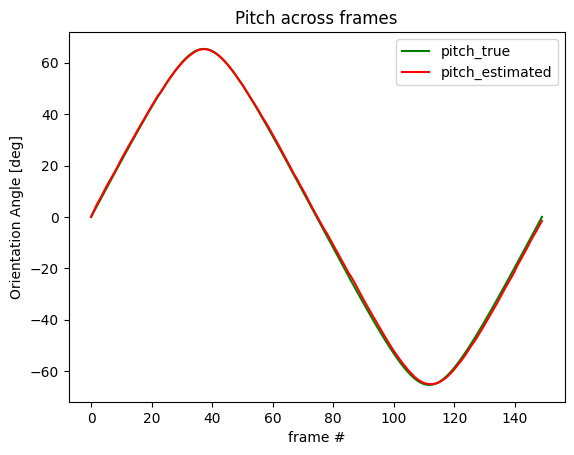 Pitch across frames
pitch_true
pitch_estimated
Orientation Angle [deg]
60
40
20
0
−20
−40
−60
0 20 40 60 80 100 120 140
frame #